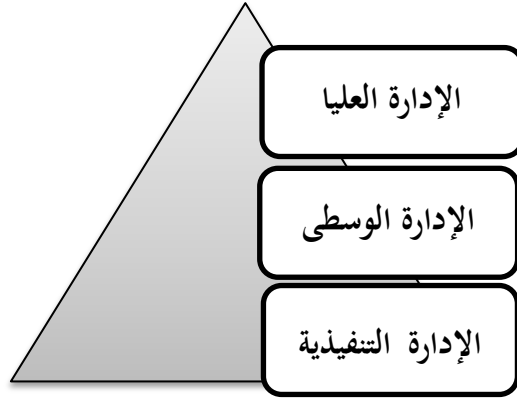 الإدارة العليا
الإدارة الوسطى
الإدارة التنفيذية